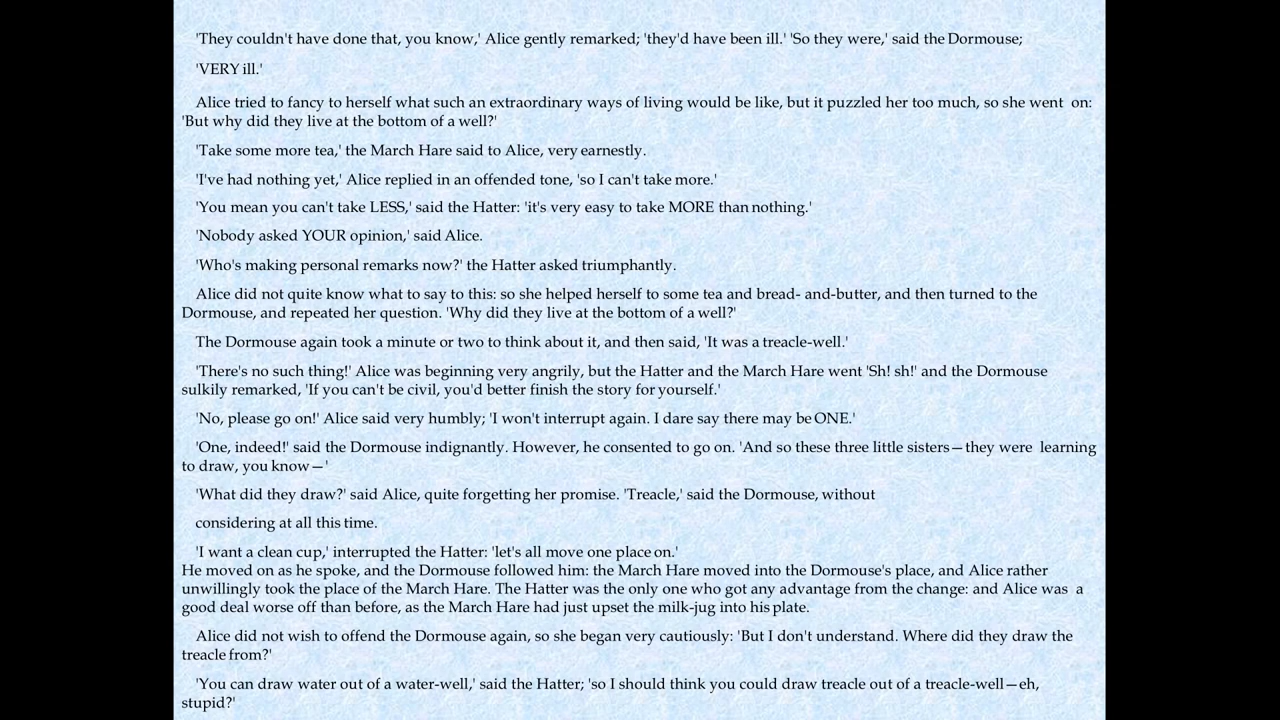 'They couldn't have done that, you know,' Alice gently remarked; 'they'd have been ill.' 'So they were,' said the Dormouse;
'VERY ill.'
Alice tried to fancy to herself what such an extraordinary ways of living would be like, but it puzzled her too much, so she went on:
'But why did they live at the bottom of a well?'
'Take some more tea,' the March Hare said to Alice, very earnestly.
'I've had nothing yet,' Alice replied in an offended tone, 'so I can't take more.'
'You mean you can't take LESS,' said the Hatter: 'it's very easy to take MORE than nothing.'
'Nobody asked YOUR opinion,' said Alice.
'Who's making personal remarks now?' the Hatter asked triumphantly.
Alice did not quite know what to say to this: so she helped herself to some tea and bread- and-butter, and then turned to the
Dormouse, and repeated her question. 'Why did they live at the bottom of a well?'
The Dormouse again took a minute or two to think about it, and then said, 'It was a treacle-well.'
'There's no such thing!' Alice was beginning very angrily, but the Hatter and the March Hare went 'Sh! sh!' and the Dormouse
sulkily remarked, 'If you can't be civil, you'd better finish the story for yourself.'
'No, please go on!' Alice said very humbly; 'I won't interrupt again. I dare say there may be ONE.'
'One, indeed!' said the Dormouse indignantly. However, he consented to go on. 'And so these three little sisters—they were learning
to draw, you know—'
'What did they draw?' said Alice, quite forgetting her promise. 'Treacle,' said the Dormouse, without
considering at all this time.
'I want a clean cup,' interrupted the Hatter: 'let's all move one place on.'
He moved on as he spoke, and the Dormouse followed him: the March Hare moved into the Dormouse's place, and Alice rather
unwillingly took the place of the March Hare. The Hatter was the only one who got any advantage from the change: and Alice was a
good deal worse off than before, as the March Hare had just upset the milk-jug into his plate.
Alice did not wish to offend the Dormouse again, so she began very cautiously: 'But I don't understand. Where did they draw the
treacle from?'
'You can draw water out of a water-well,' said the Hatter; 'so I should think you could draw treacle out of a treacle-well—eh,
stupid?'